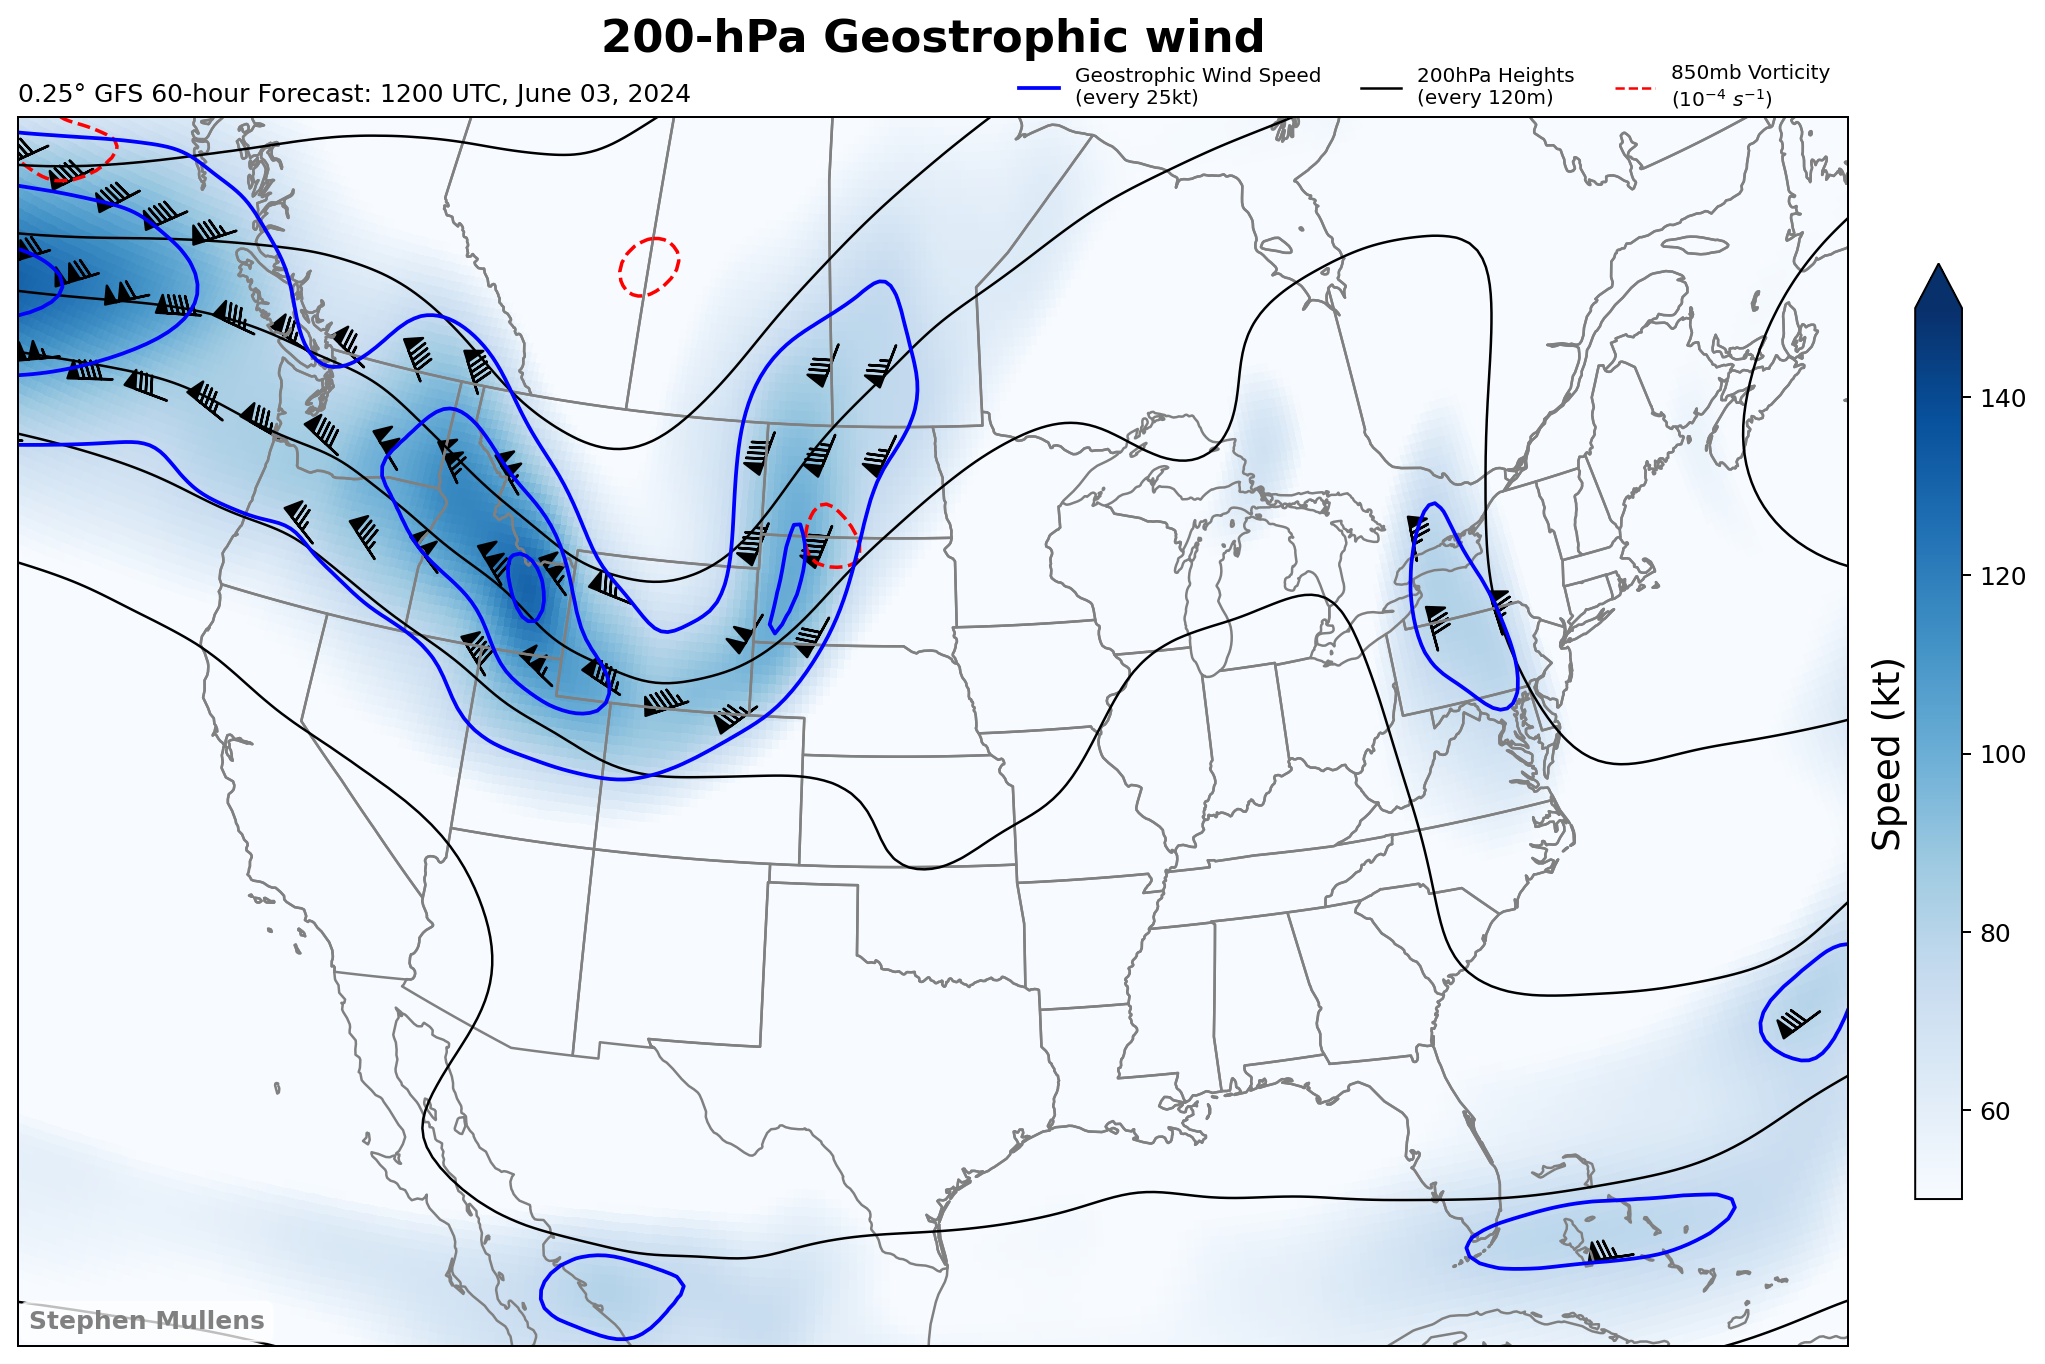 200-hPa Geostrophic wind
0.25° GFS 60-hour Forecast: 1200 UTC, June 03, 2024
Geostrophic Wind Speed
(every 25kt)
200hPa Heights
(every 120m)
850mb Vorticity
(10⁻⁴ s⁻¹)
140
120
100
80
60
Speed (kt)
Stephen Mullens